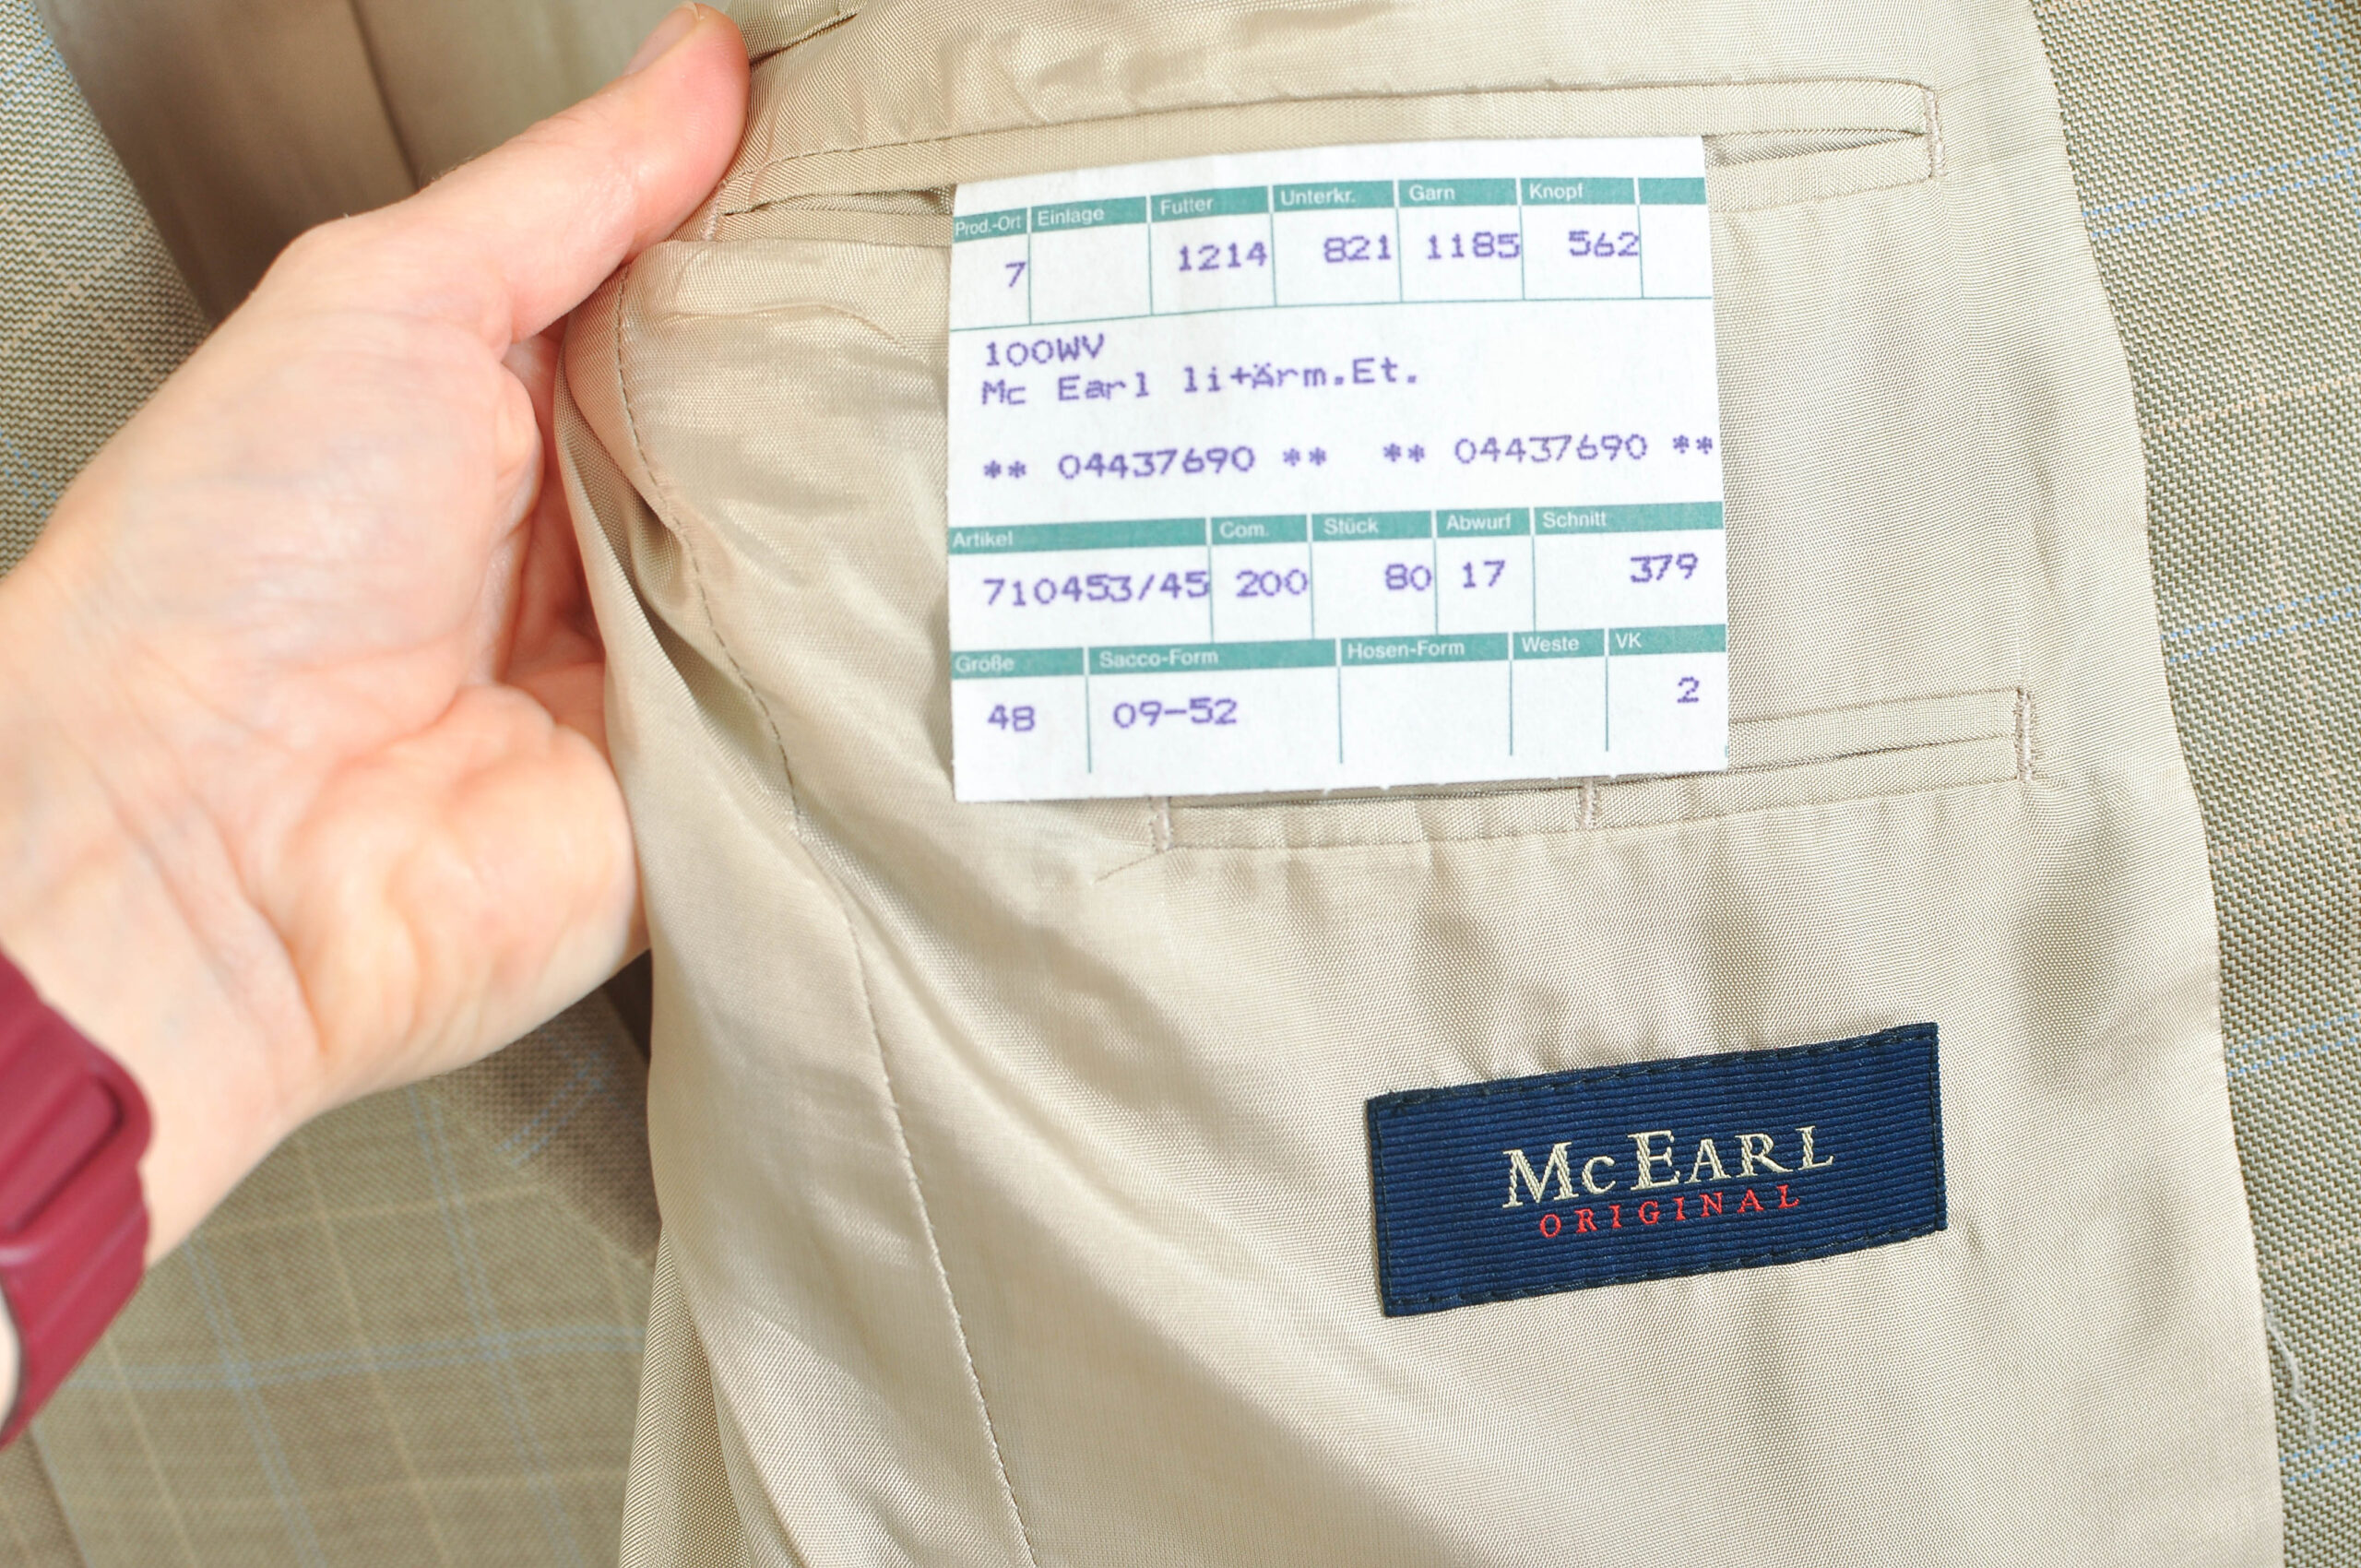 Prod.-Ort Einlage Futter Unterkr. Garn Knopf
7 1214 821 1185 562
100WV
Mc Earl li+Ärm.Et.
** 04437690 ** ** 04437690 **
Artikel Com. Stück Abwurf Schnitt
710453/45 200 80 17 379
Größe Sacco-Form Hosen-Form Weste VK
48 09-52 2
Mc EARL
ORIGINAL